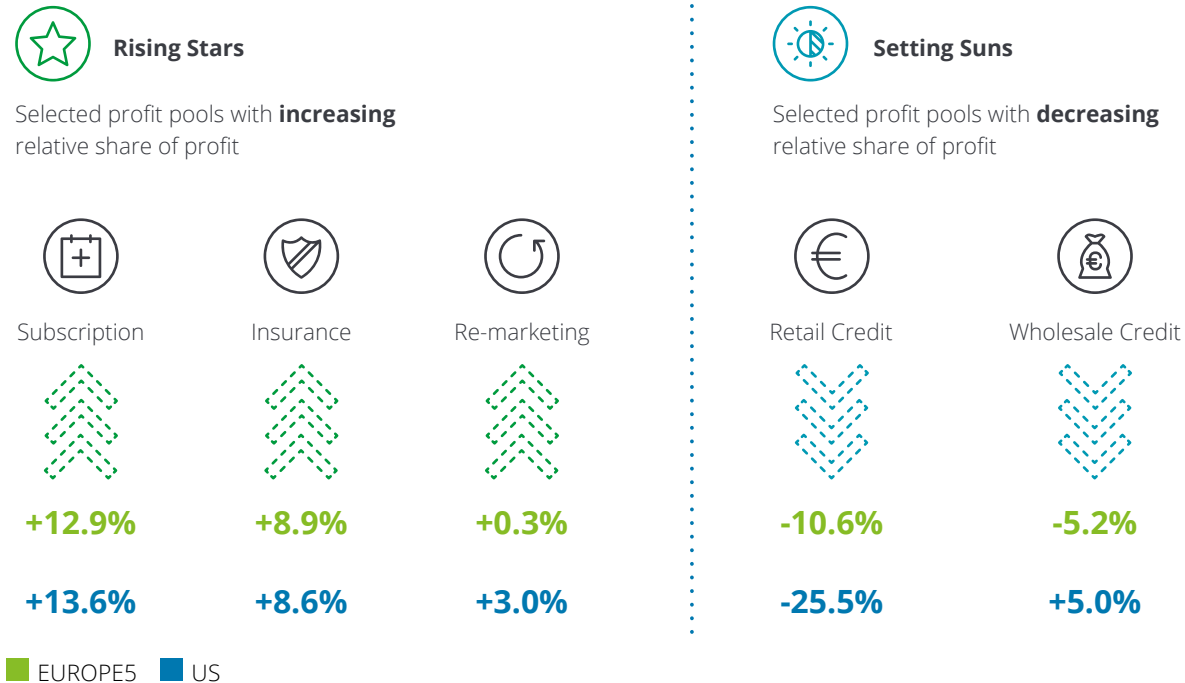 Rising Stars
Selected profit pools with increasing
relative share of profit
Subscription
Insurance
Re-marketing
+12.9%
+8.9%
+0.3%
+13.6%
+8.6%
+3.0%
Setting Suns
Selected profit pools with decreasing
relative share of profit
€
€
Retail Credit
Wholesale Credit
-10.6%
-5.2%
-25.5%
+5.0%
EUROPE5
US